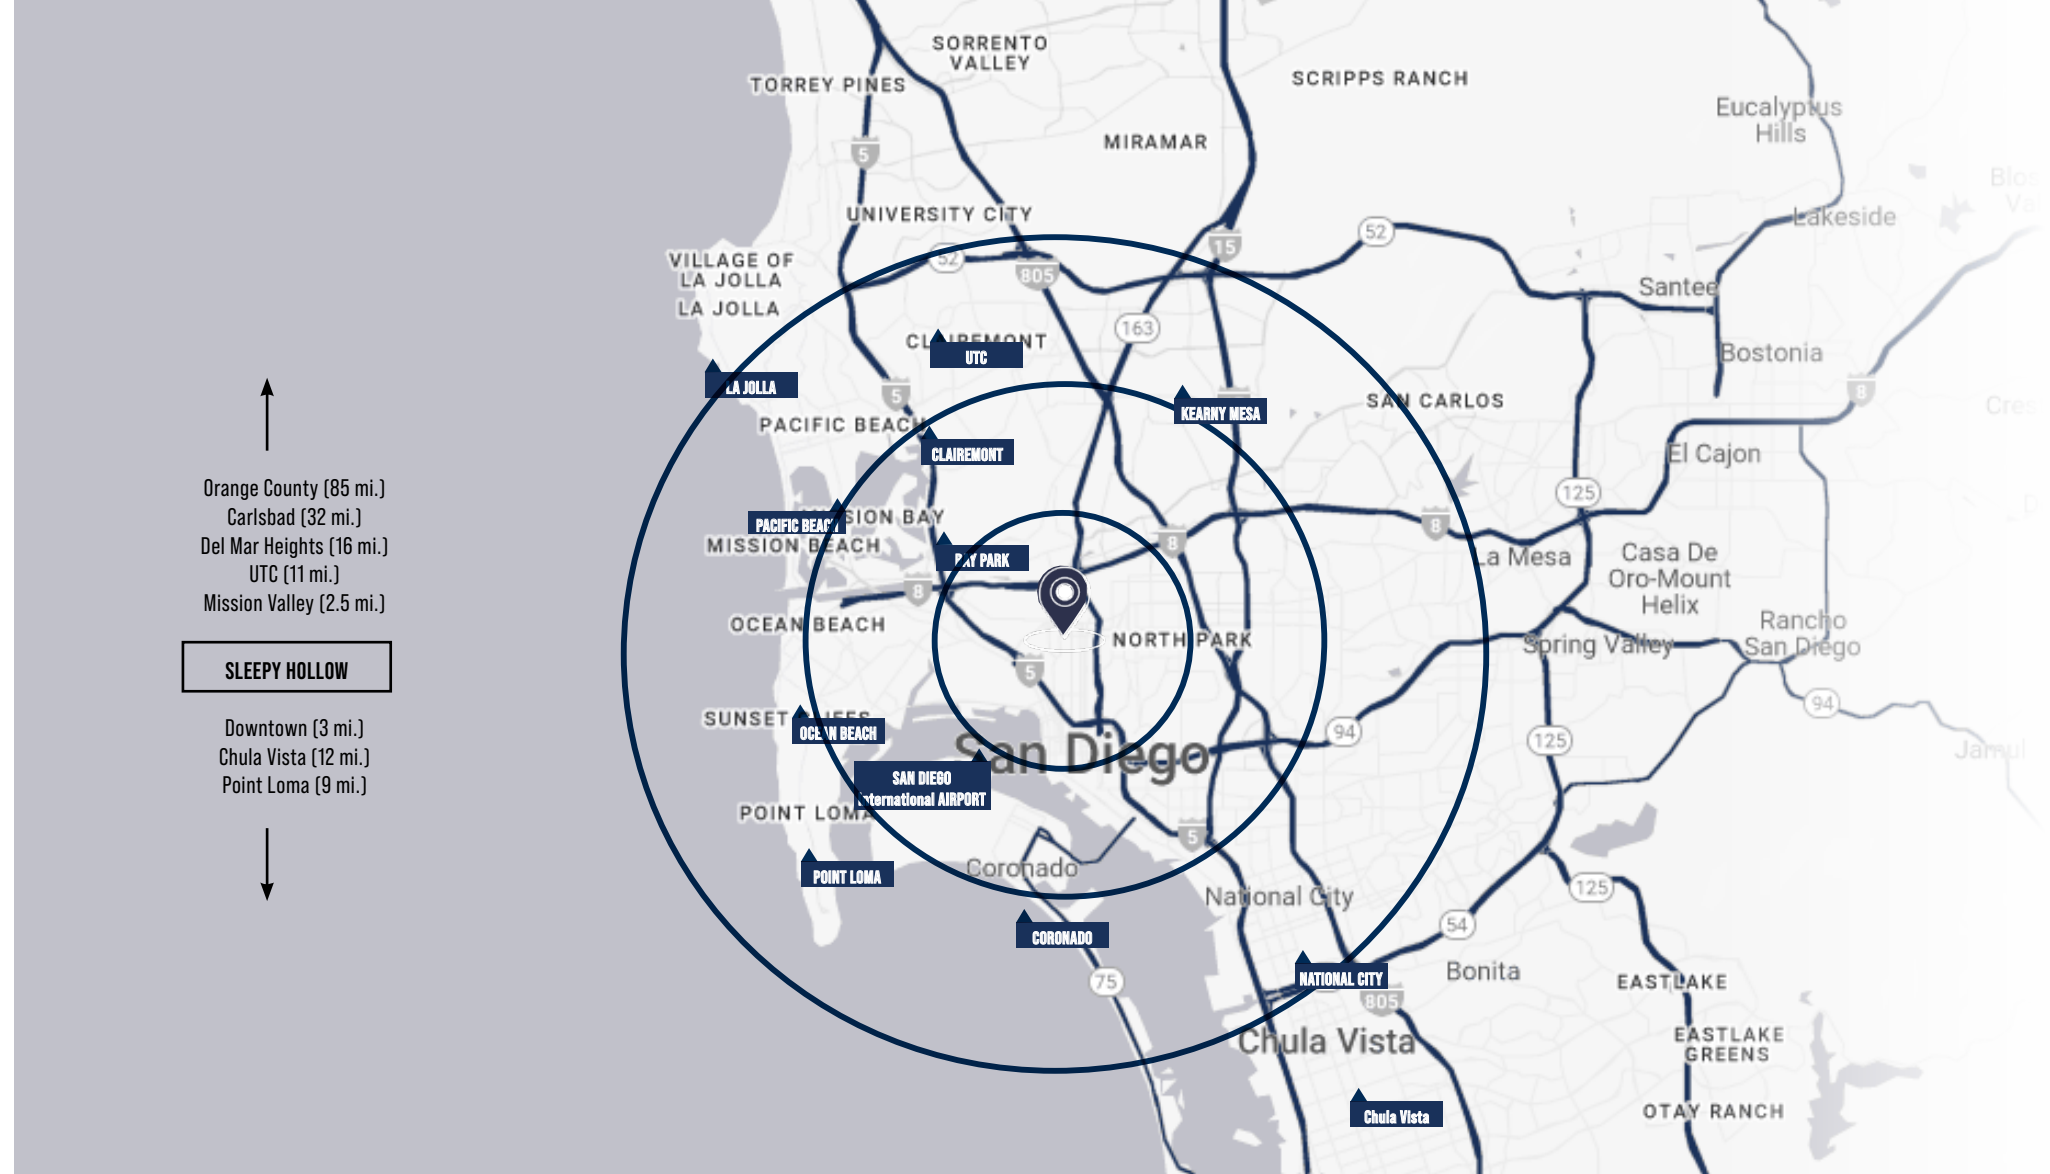 SORRENTO
VALLEY
TORREY PINES
SCRIPPS RANCH
Eucalyptus
Hills
MIRAMAR
5
UNIVERSITY CITY
Lakeside
VILLAGE OF
LA JOLLA
LA JOLLA
52
805
15
52
Santee
163
CLAIREMONT
UTC
Bostonia
LA JOLLA
5
8
KEARNY MESA
SAN CARLOS
PACIFIC BEACH
CLAIREMONT
El Cajon
125
Orange County (85 mi.)
Carlsbad (32 mi.)
Del Mar Heights (16 mi.)
UTC (11 mi.)
Mission Valley (2.5 mi.)
SLEEPY HOLLOW
Downtown (3 mi.)
Chula Vista (12 mi.)
Point Loma (9 mi.)
PACIFIC BEACH
MISSION BAY
MISSION BEACH
8
8
La Mesa
Casa De
Oro-Mount
Helix
BAY PARK
8
OCEAN BEACH
NORTH PARK
Rancho
San Diego
Spring Valley
5
94
SUNSET CLIFFS
OCEAN BEACH
94
125
San Diego
Jamul
SAN DIEGO
International AIRPORT
POINT LOMA
5
Coronado
POINT LOMA
125
National City
54
CORONADO
Bonita
75
NATIONAL CITY
805
EASTLAKE
Chula Vista
EASTLAKE
GREENS
Chula Vista
OTAY RANCH